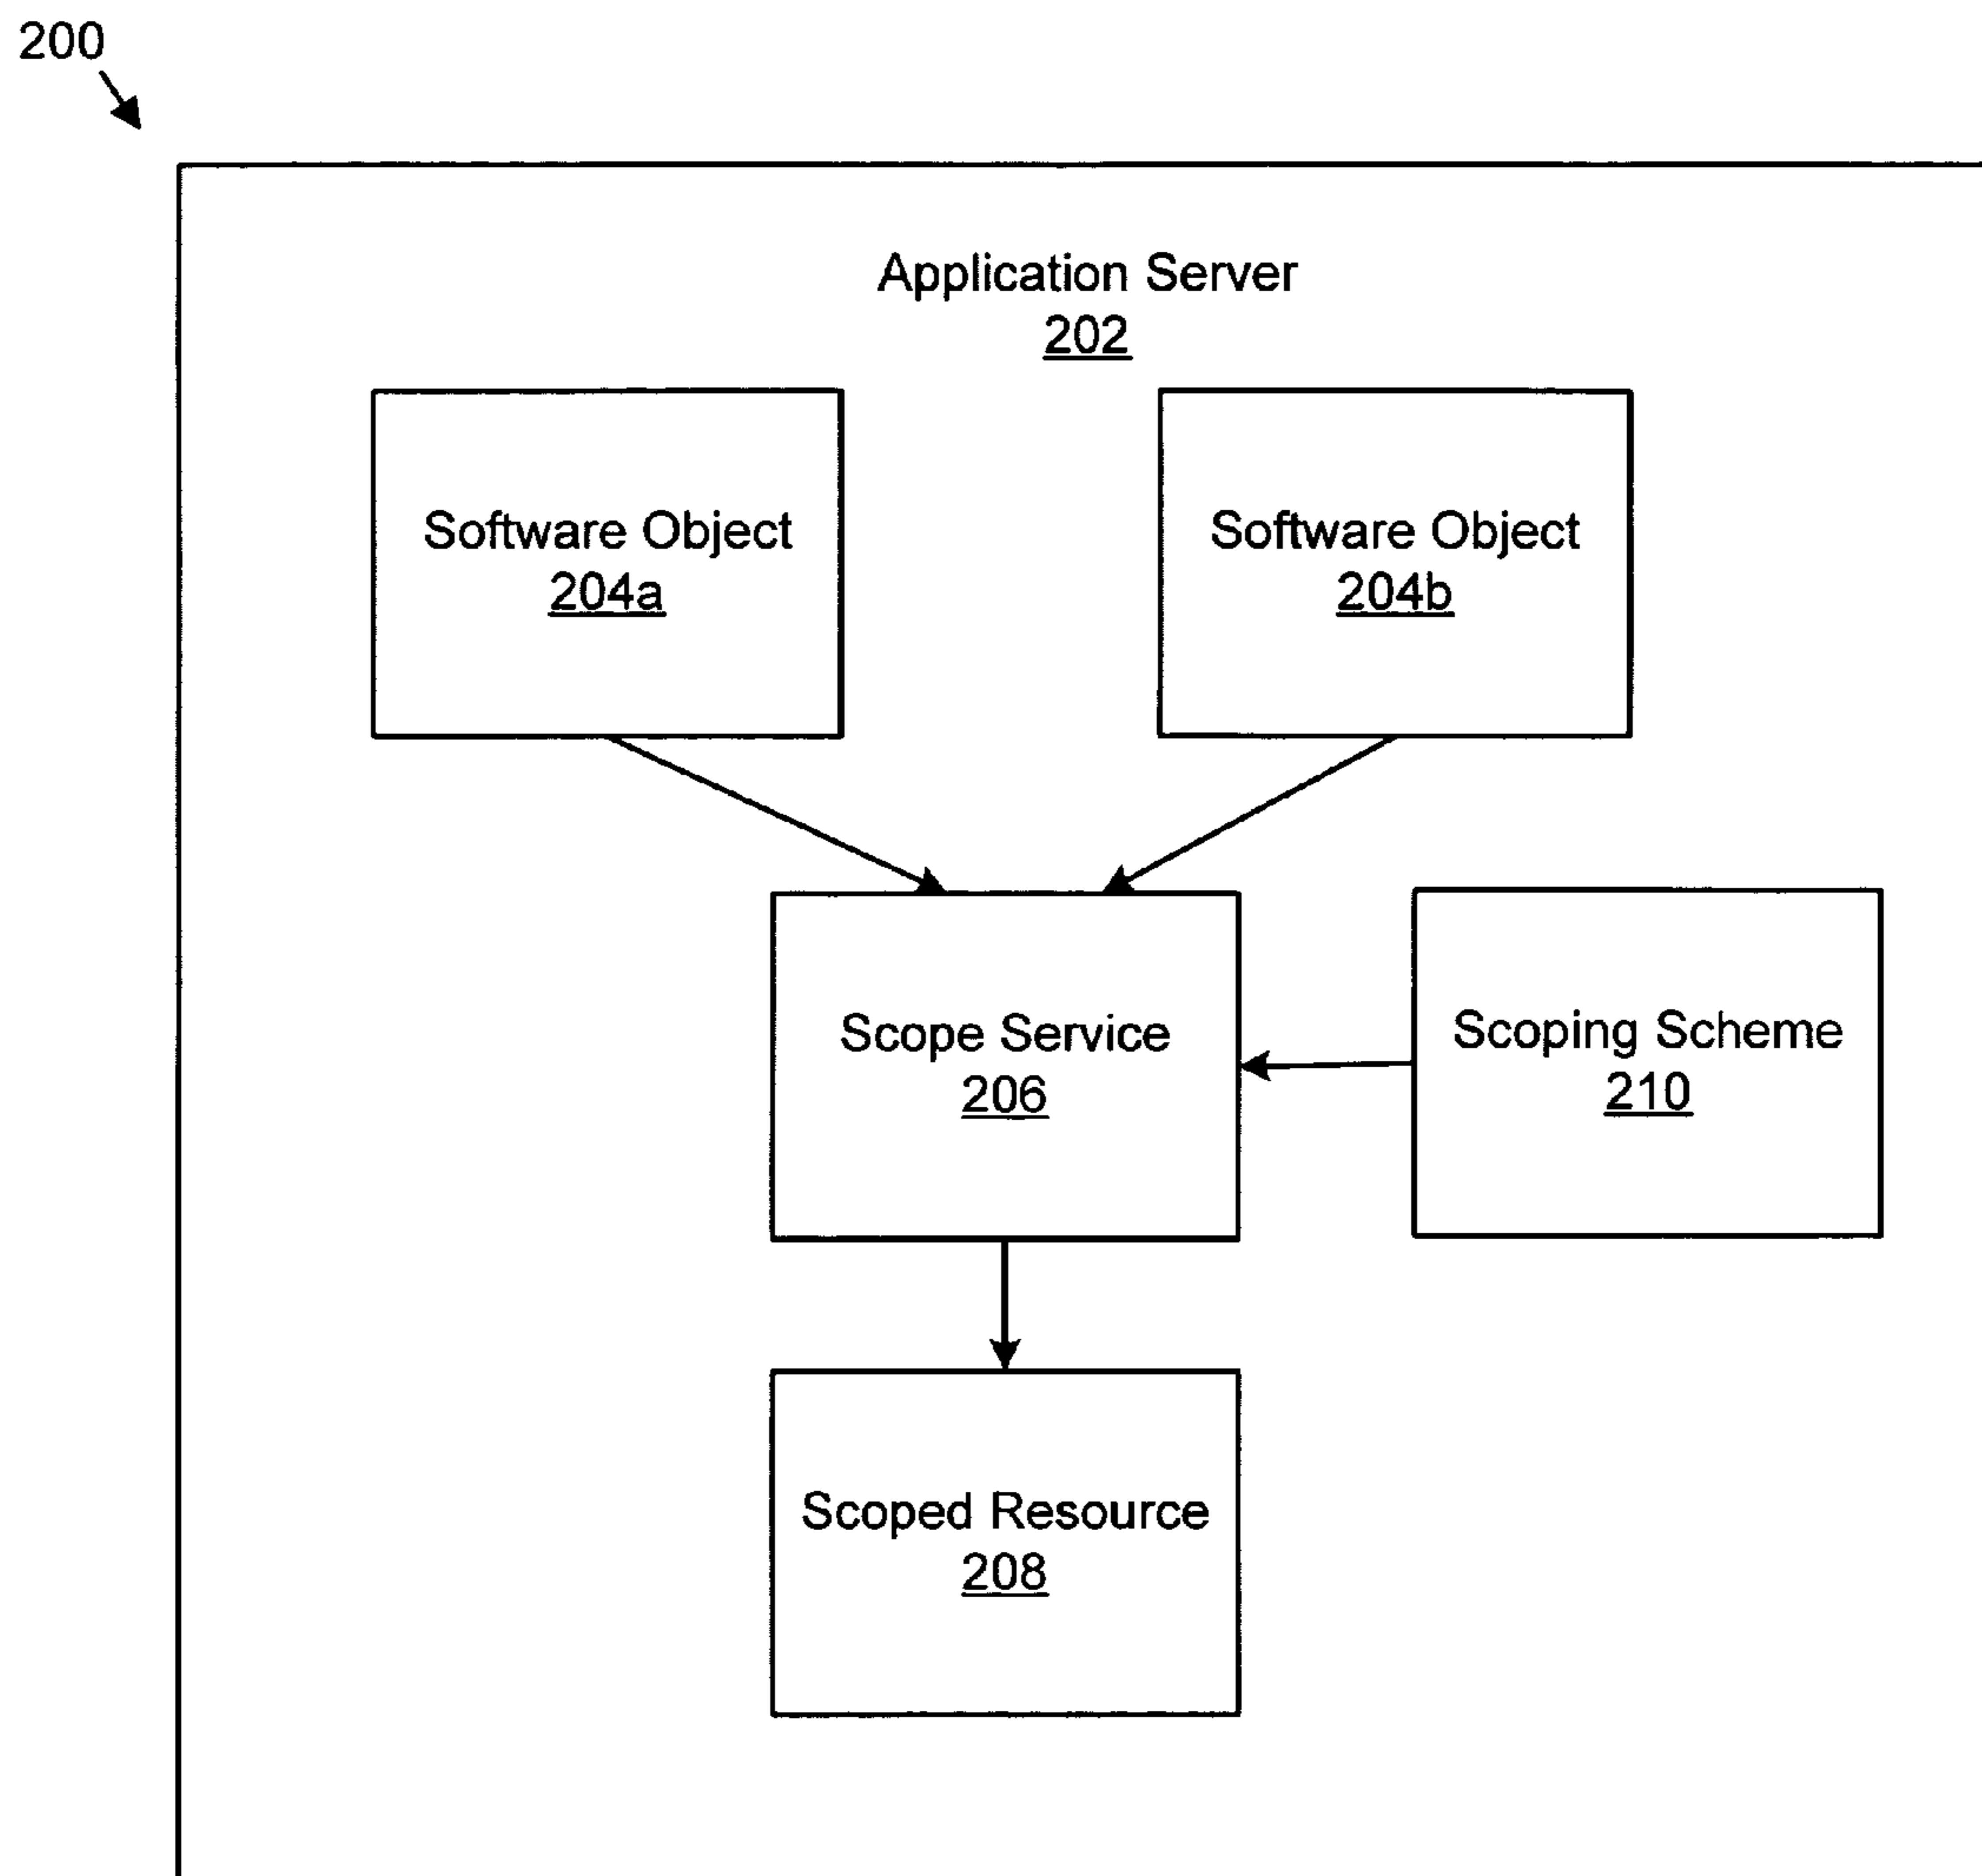 200
Application Server
202
Software Object
204a
Software Object
204b
Scope Service
206
Scoping Scheme
210
Scoped Resource
208